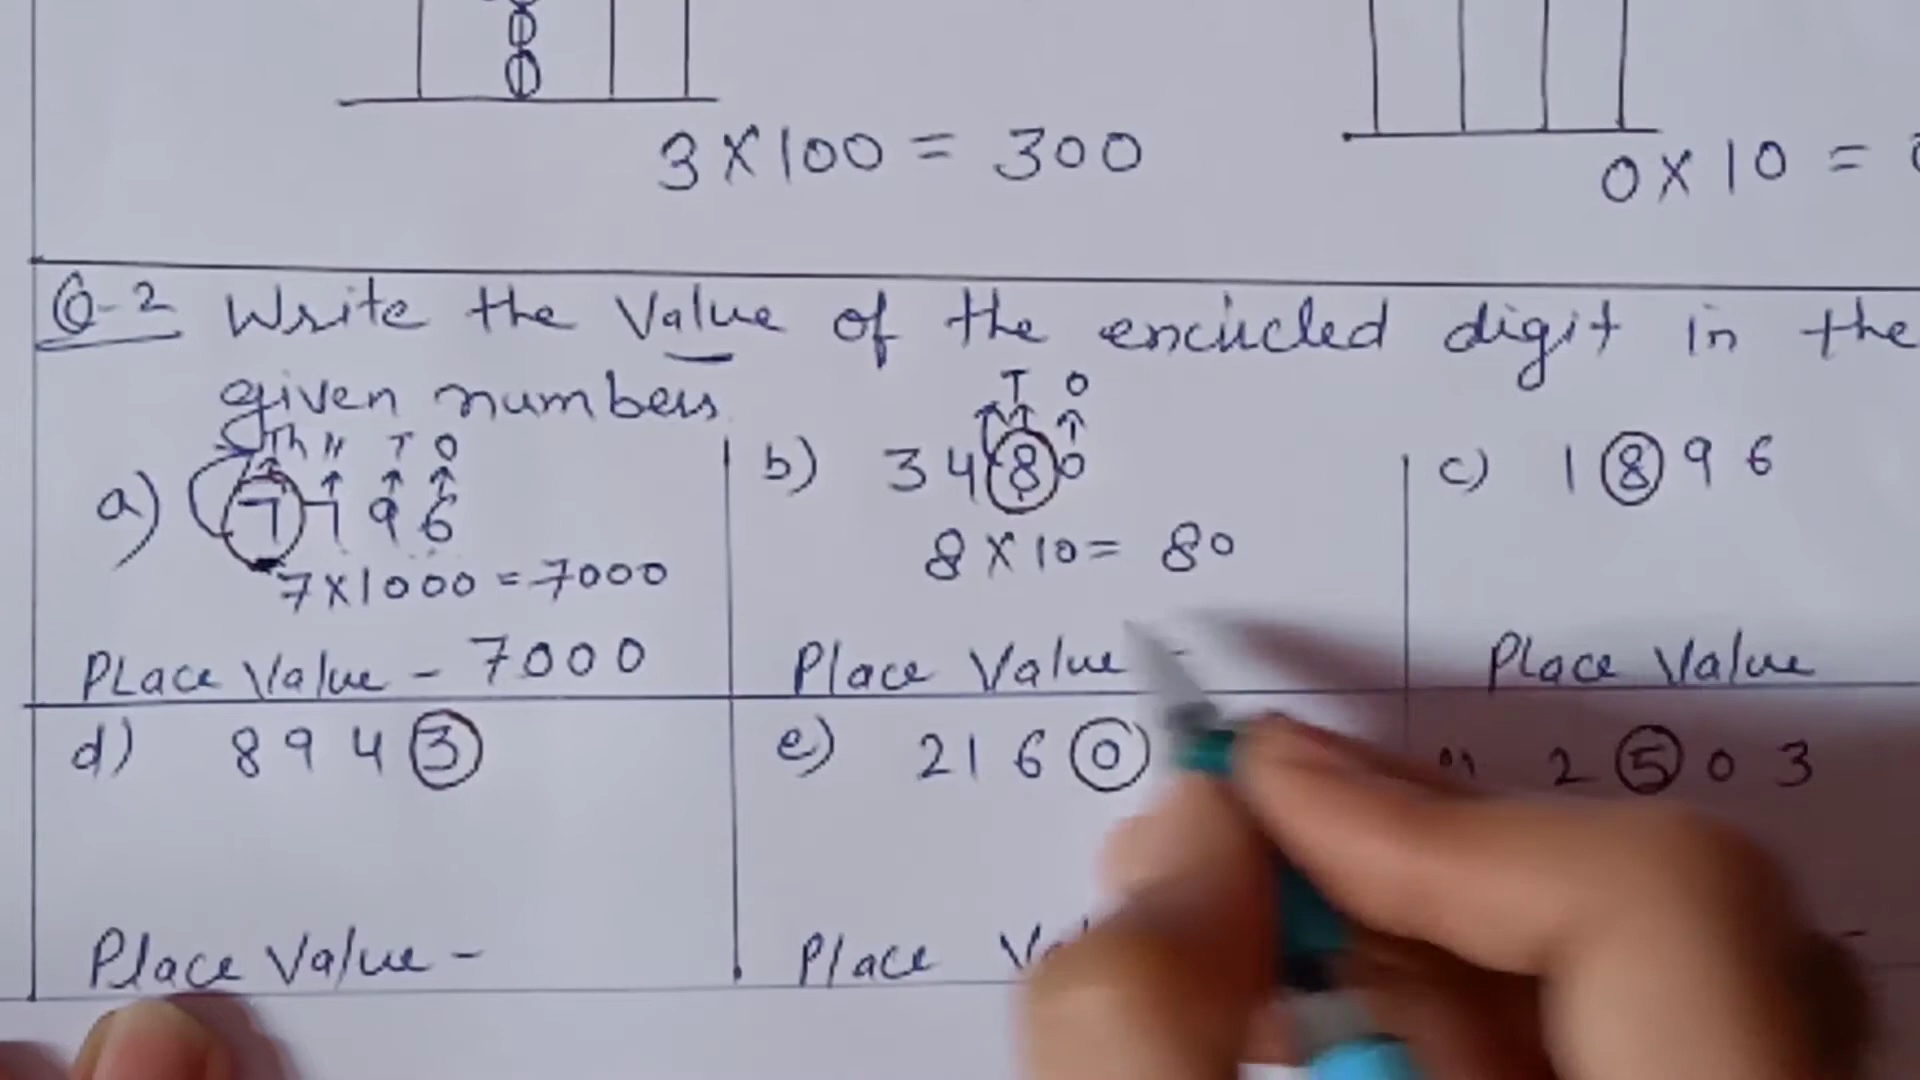 3 X 100 = 300
0 X 10 =
Q-2 Write the Value of the encircled digit in the
given numbers
Th H T O
a) 7 7 9 6
7 X 1000 = 7000
Place Value - 7000
T O
b) 3 4 8 0
8 X 10 = 80
Place Value -
c) 1 8 9 6
Place Value
d) 8 9 4 3
Place Value -
e) 2 1 6 0
Place
2 5 0 3